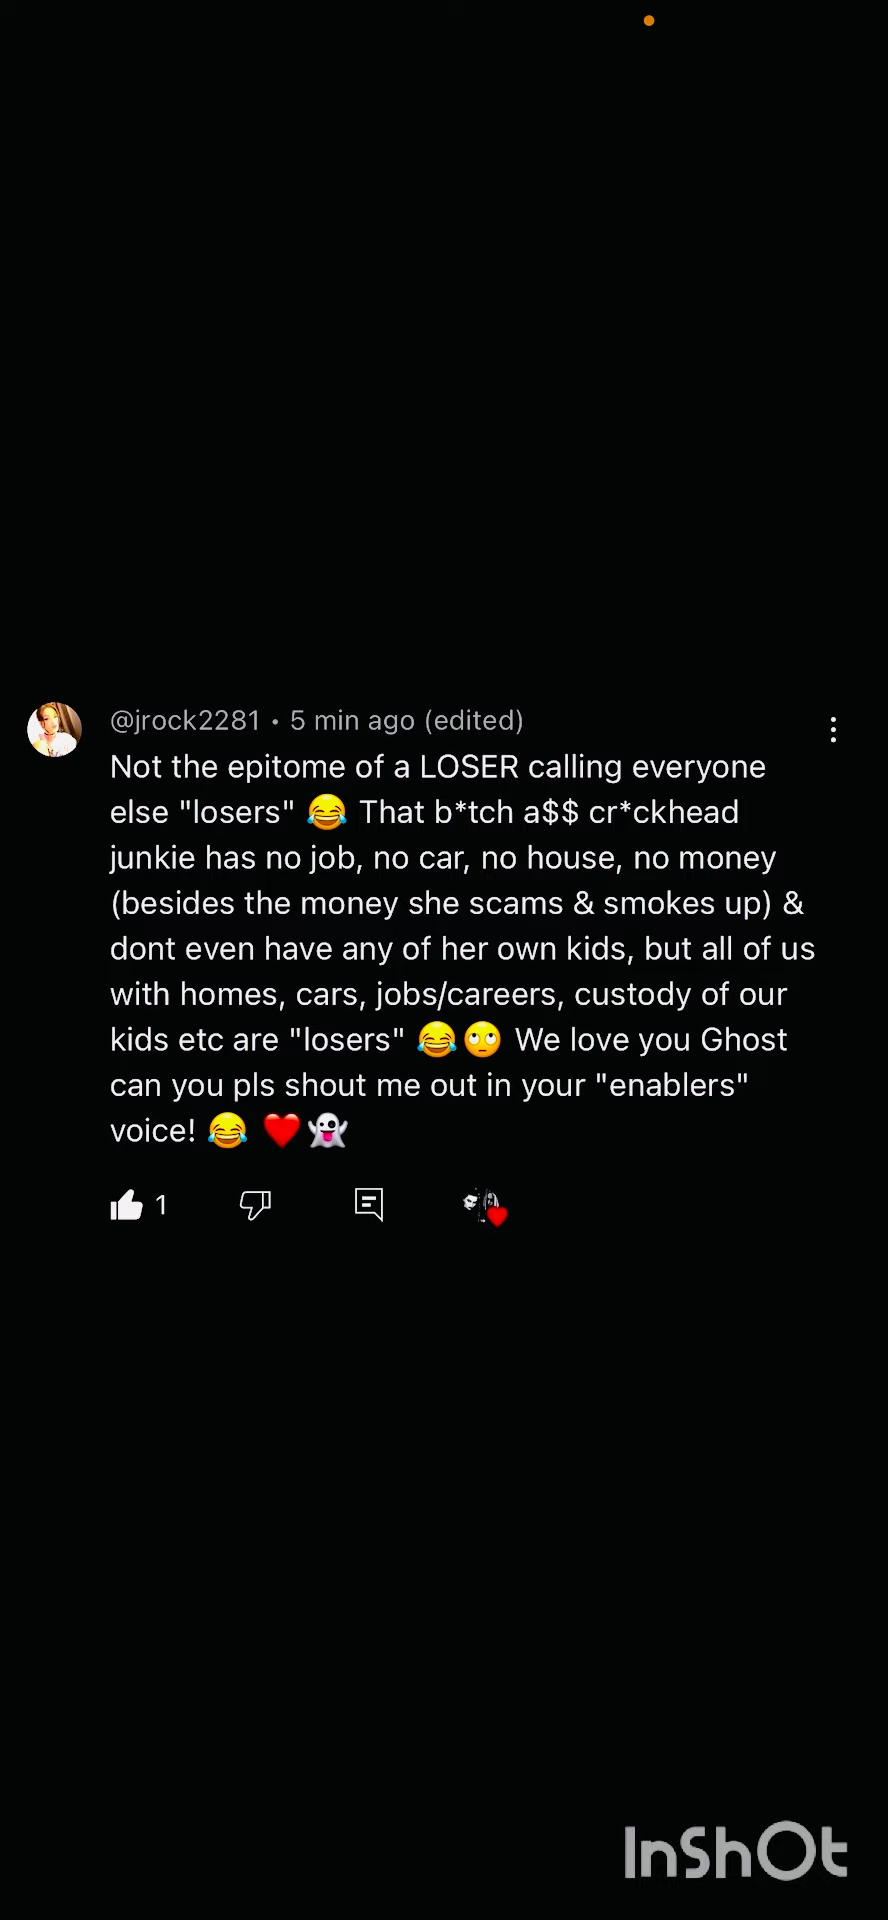 @jrock2281 • 5 min ago (edited)
Not the epitome of a LOSER calling everyone
else "losers" 😂 That b*tch a$$ cr*ckhead
junkie has no job, no car, no house, no money
(besides the money she scams & smokes up) &
dont even have any of her own kids, but all of us
with homes, cars, jobs/careers, custody of our
kids etc are "losers" 😂🙄 We love you Ghost
can you pls shout me out in your "enablers"
voice! 😂 ❤️👻
1
InShOt